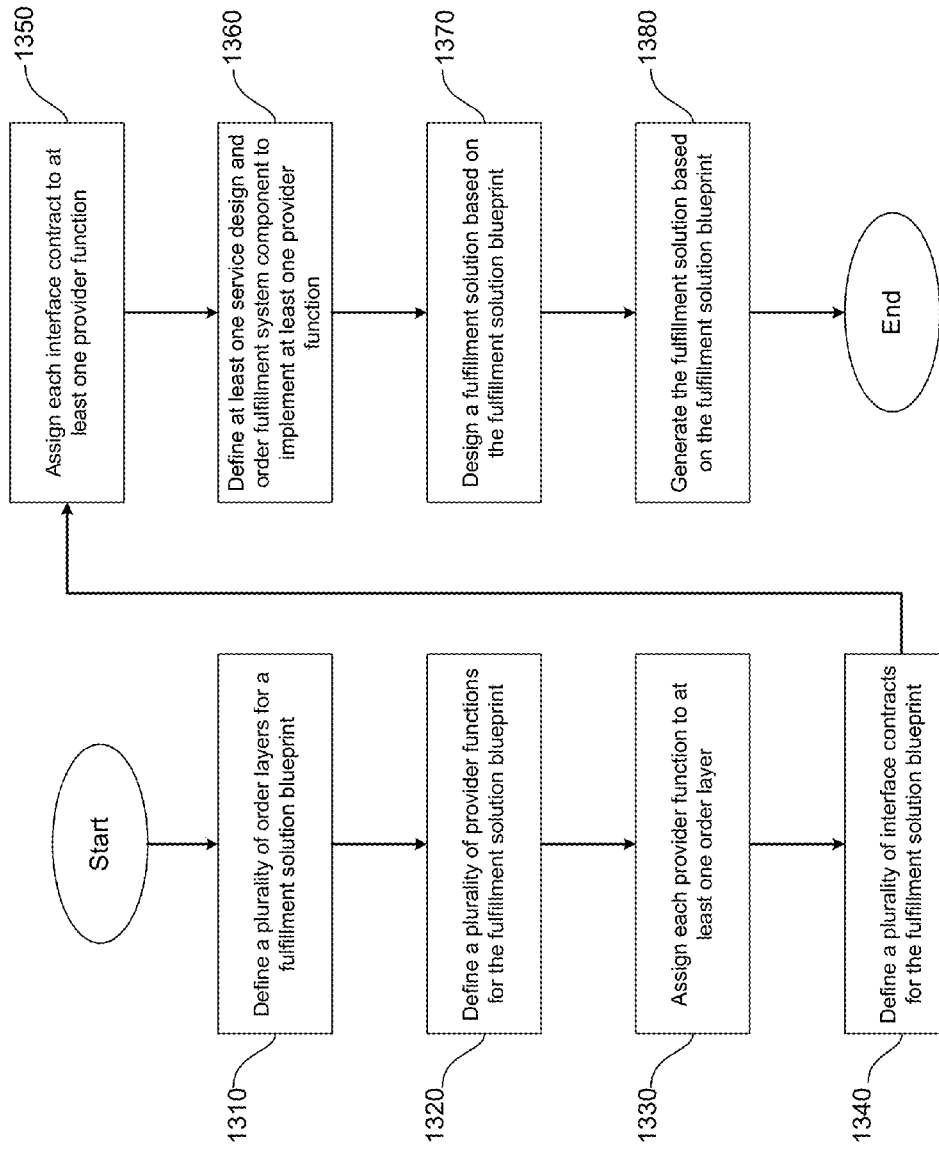 Start
1310
Define a plurality of order layers for a
fulfillment solution blueprint
1320
Define a plurality of provider functions
for the fulfillment solution blueprint
1330
Assign each provider function to at
least one order layer
1340
Define a plurality of interface contracts
for the fulfillment solution blueprint
1350
Assign each interface contract to at
least one provider function
1360
Define at least one service design and
order fulfillment system component to
implement at least one provider
function
1370
Design a fulfillment solution based on
the fulfillment solution blueprint
1380
Generate the fulfillment solution based
on the fulfillment solution blueprint
End